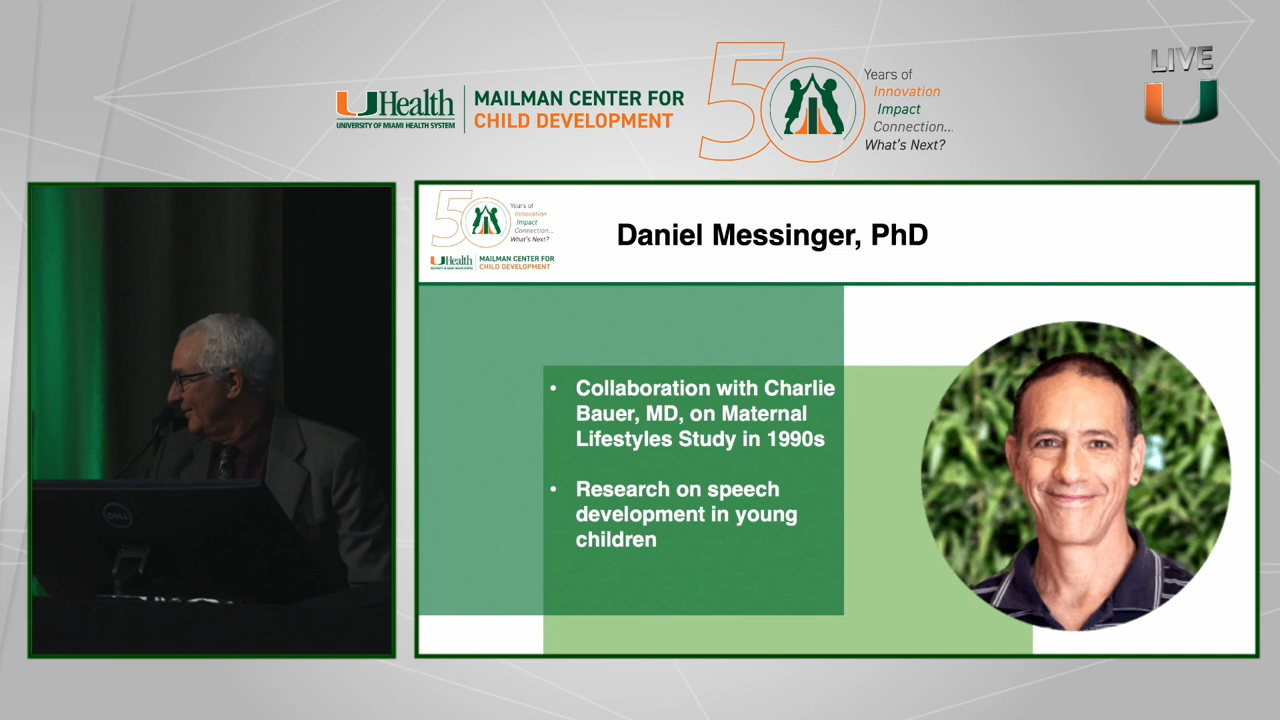 UHealth
UNIVERSITY OF MIAMI HEALTH SYSTEM
MAILMAN CENTER FOR
CHILD DEVELOPMENT
50
Years of
Innovation
Impact
Connection...
What's Next?
LIVE
U
50
Years of
Innovation
Impact
Connection...
What's Next?
UHealth
MAILMAN CENTER FOR
CHILD DEVELOPMENT
Daniel Messinger, PhD
• Collaboration with Charlie
Bauer, MD, on Maternal
Lifestyles Study in 1990s
• Research on speech
development in young
children
DELL